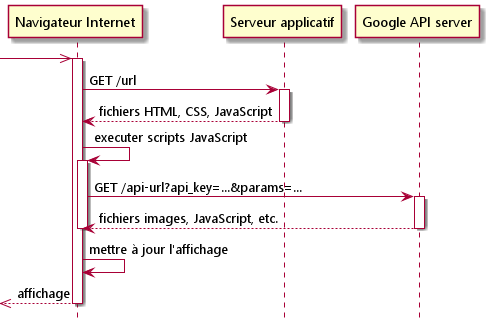 Navigateur Internet
Serveur applicatif
Google API server
GET /url
fichiers HTML, CSS, JavaScript
executer scripts JavaScript
GET /api-url?api_key=...&params=...
fichiers images, JavaScript, etc.
mettre à jour l'affichage
affichage